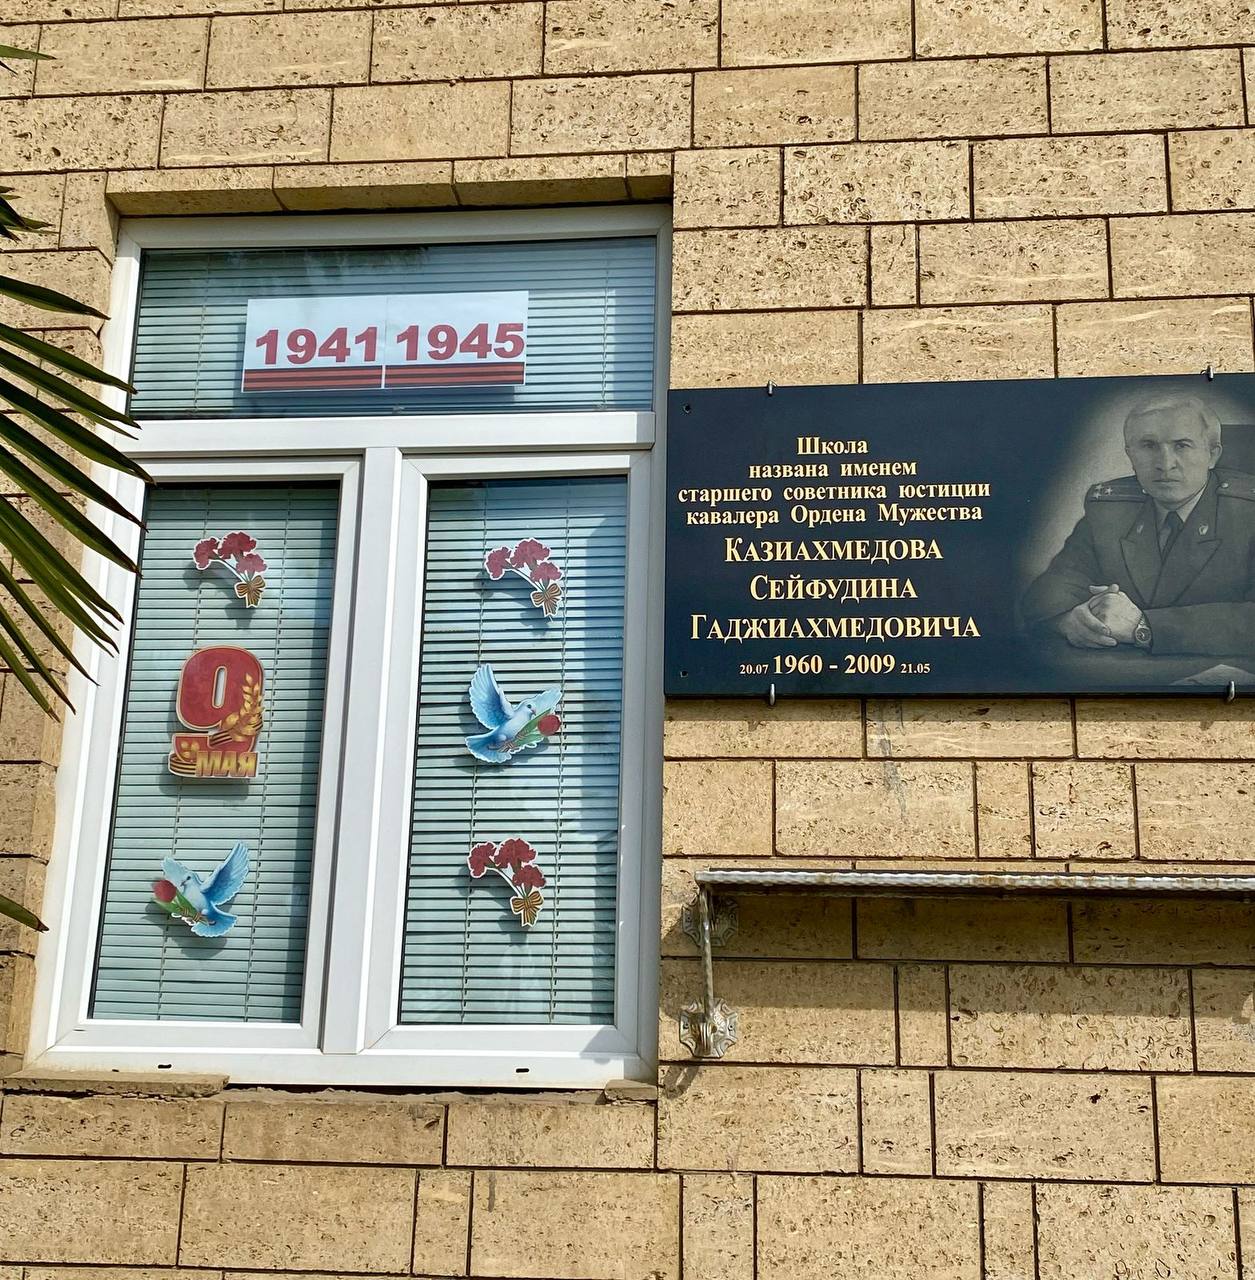 1941 1945
9
МАЯ
Школа
названа именем
старшего советника юстиции
кавалера Ордена Мужества
КАЗИАХМЕДОВА
СЕЙФУДИНА
ГАДЖИАХМЕДОВИЧА
20.07 1960 - 2009 21.05